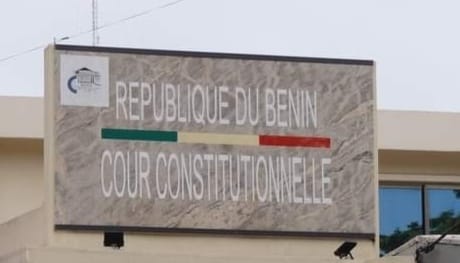 REPUBLIQUE DU BENIN
COUR CONSTITUTIONNELLE